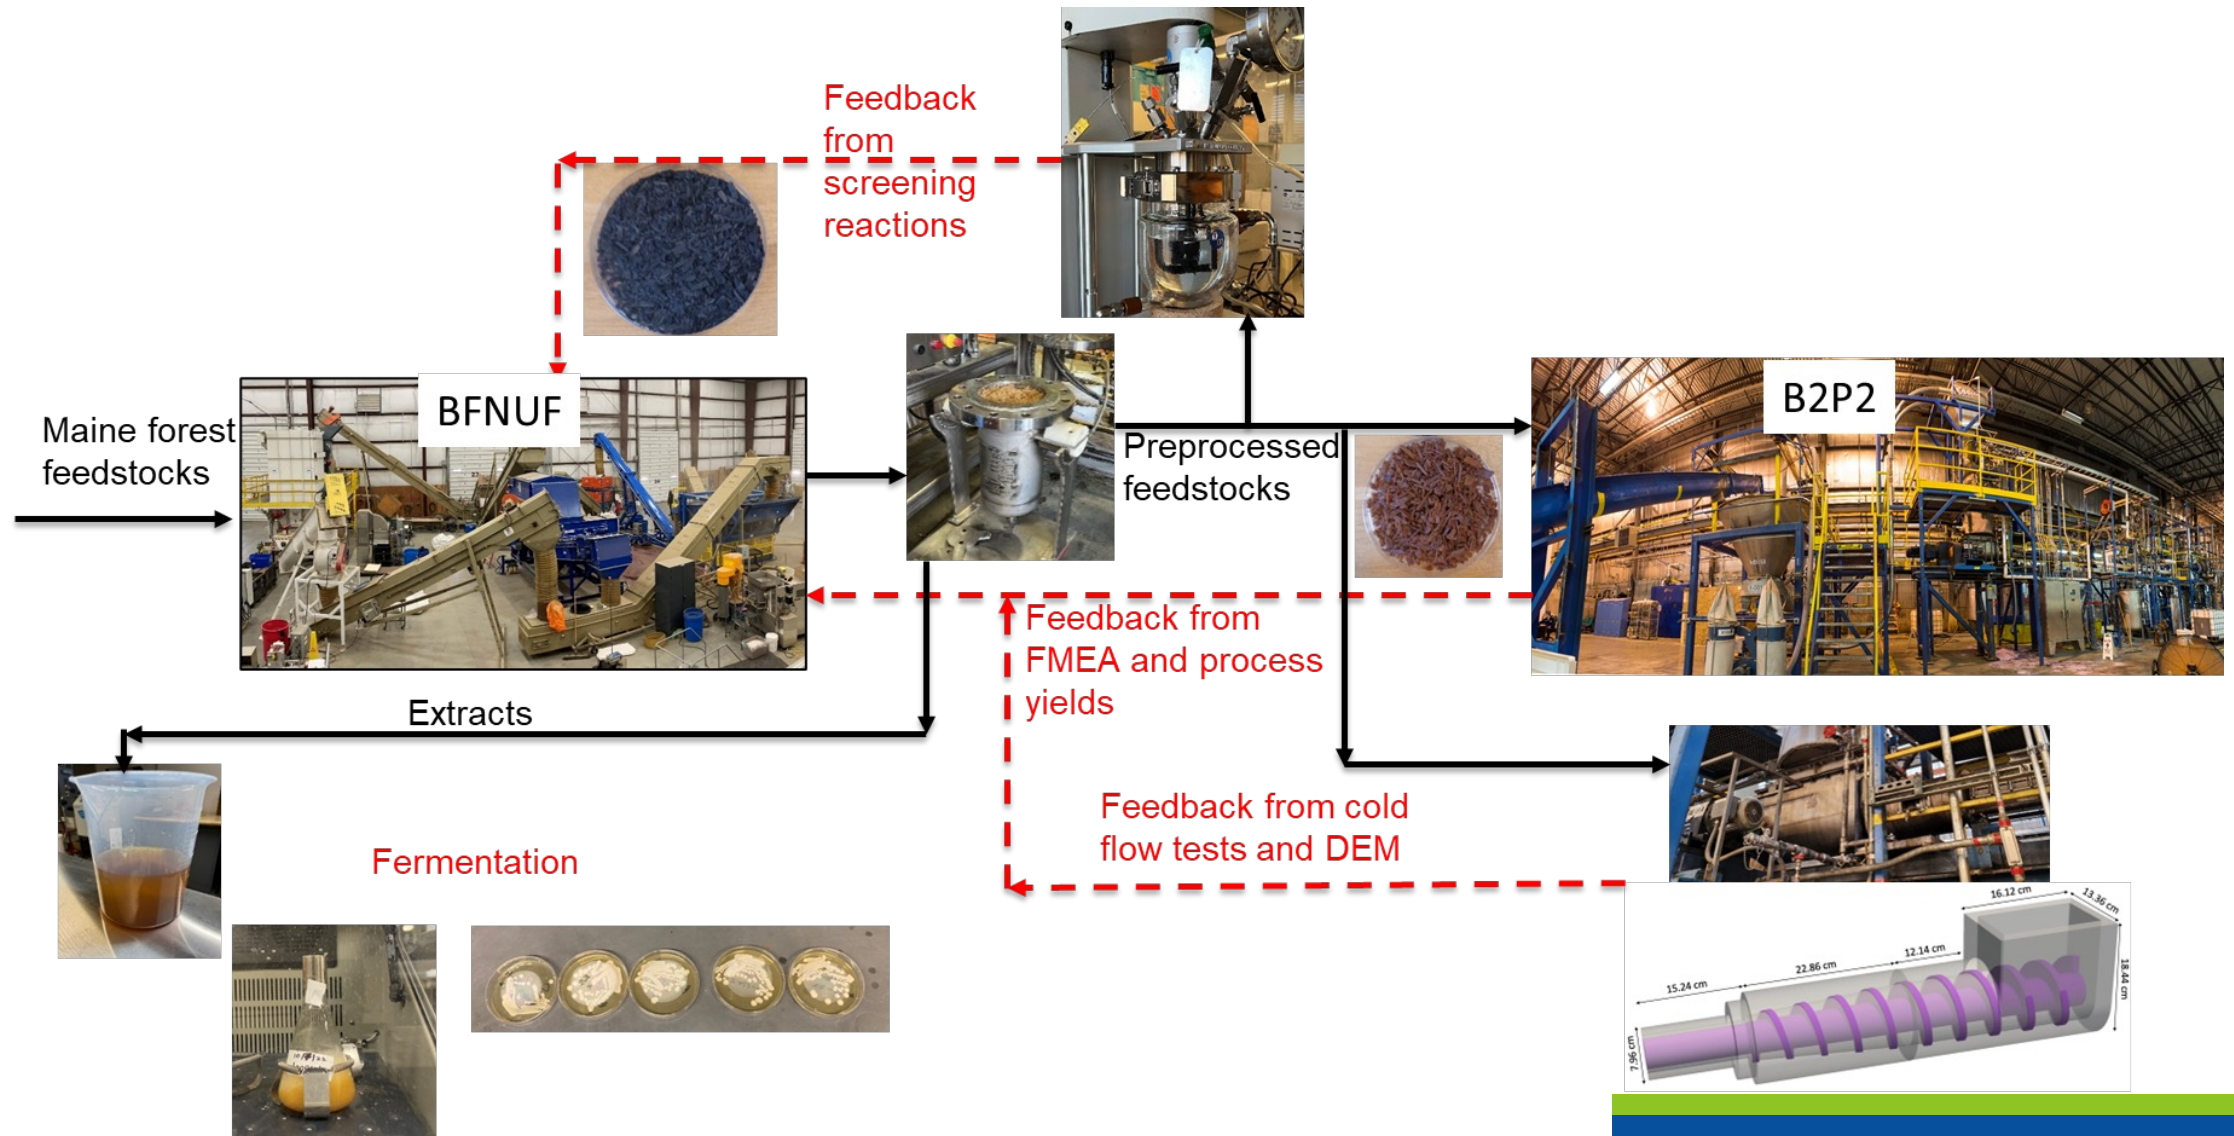 Feedback
from
screening
reactions
BFNUF
B2P2
Maine forest
feedstocks
Preprocessed
feedstocks
Feedback from
FMEA and process
yields
Extracts
Feedback from cold
flow tests and DEM
Fermentation
16.12 cm
13.36 cm
12.14 cm
22.86 cm
15.24 cm
18.44 cm
7.96 cm